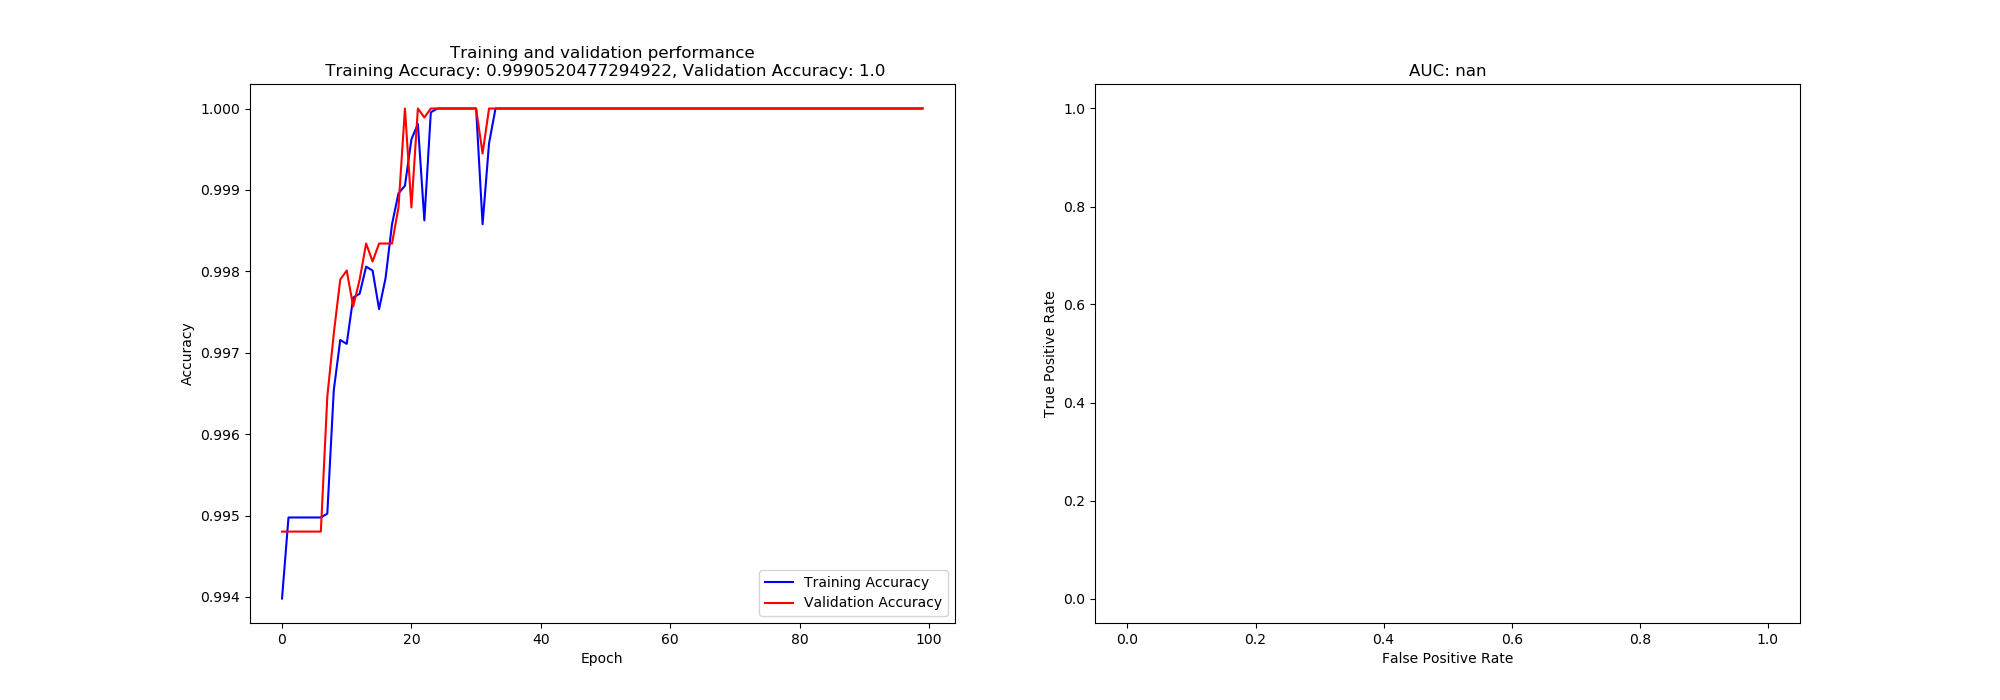 Training and validation performance
Training Accuracy: 0.9990520477294922, Validation Accuracy: 1.0
1.000
0.999
0.998
0.997
0.996
0.995
0.994
Accuracy
0
20
40
60
80
100
Epoch
Training Accuracy
Validation Accuracy
AUC: nan
1.0
0.8
0.6
0.4
0.2
0.0
True Positive Rate
0.0
0.2
0.4
0.6
0.8
1.0
False Positive Rate